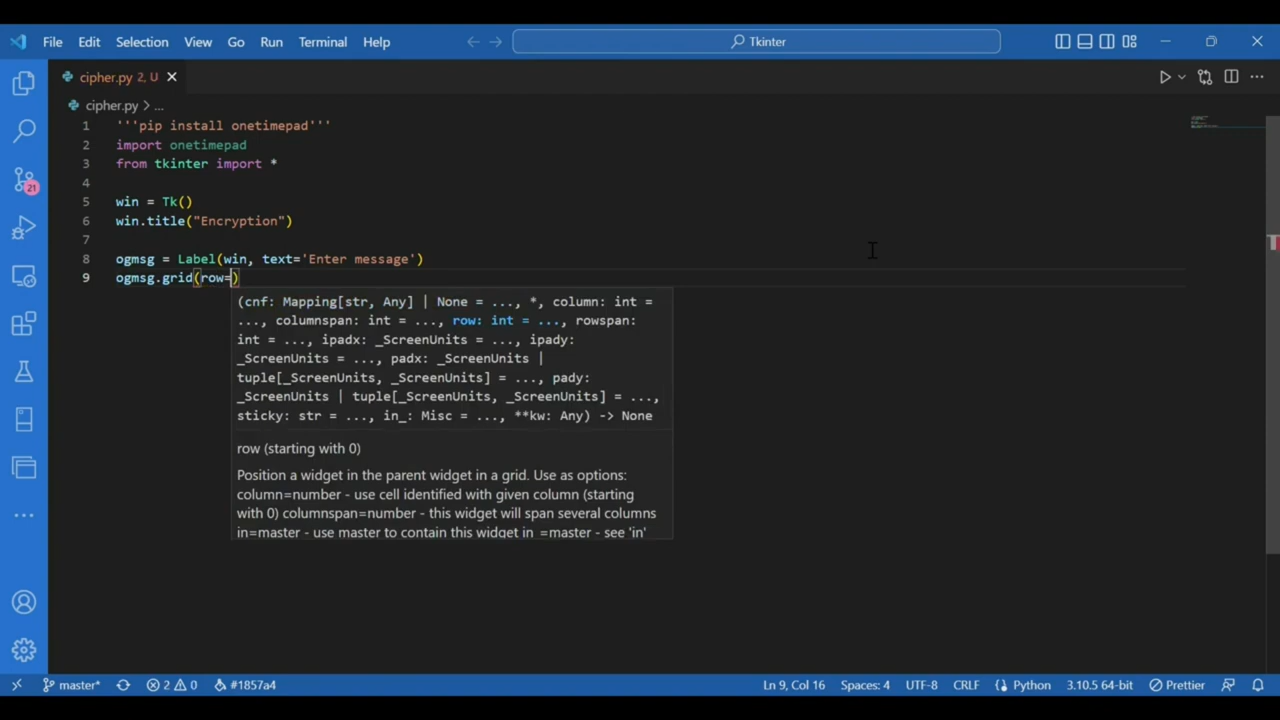 File Edit Selection View Go Run Terminal Help
Tkinter
cipher.py 2, U
cipher.py > ...
1 '''pip install onetimepad'''
2 import onetimepad
3 from tkinter import *
4
5 win = Tk()
6 win.title("Encryption")
7
8 ogmsg = Label(win, text='Enter message')
9 ogmsg.grid(row=)
(cnf: Mapping[str, Any] | None = ..., *, column: int =
..., columnspan: int = ..., row: int = ..., rowspan:
int = ..., ipadx: _ScreenUnits = ..., ipady:
_ScreenUnits = ..., padx: _ScreenUnits |
tuple[_ScreenUnits, _ScreenUnits] = ..., pady:
_ScreenUnits | tuple[_ScreenUnits, _ScreenUnits] = ...,
sticky: str = ..., in_: Misc = ..., **kw: Any) -> None
row (starting with 0)
Position a widget in the parent widget in a grid. Use as options:
column=number - use cell identified with given column (starting
with 0) columnspan=number - this widget will span several columns
in=master - use master to contain this widget in_=master - see 'in'
21
master* 2 0 #1857a4 Ln 9, Col 16 Spaces: 4 UTF-8 CRLF Python 3.10.5 64-bit Prettier